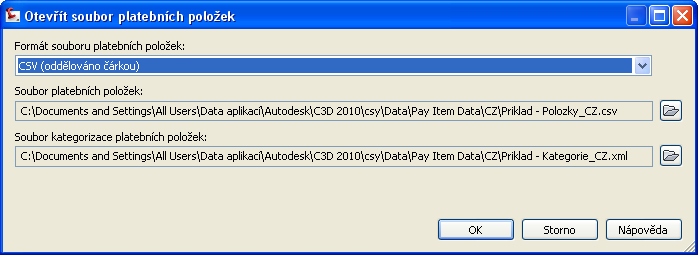 Otevřít soubor platebních položek
Formát souboru platebních položek:
CSV (oddělováno čárkou)
Soubor platebních položek:
C:\Documents and Settings\All Users\Data aplikací\Autodesk\C3D 2010\csy\Data\Pay Item Data\CZ\Priklad - Polozky_CZ.csv
Soubor kategorizace platebních položek:
C:\Documents and Settings\All Users\Data aplikací\Autodesk\C3D 2010\csy\Data\Pay Item Data\CZ\Priklad - Kategorie_CZ.xml
OK Storno Nápověda